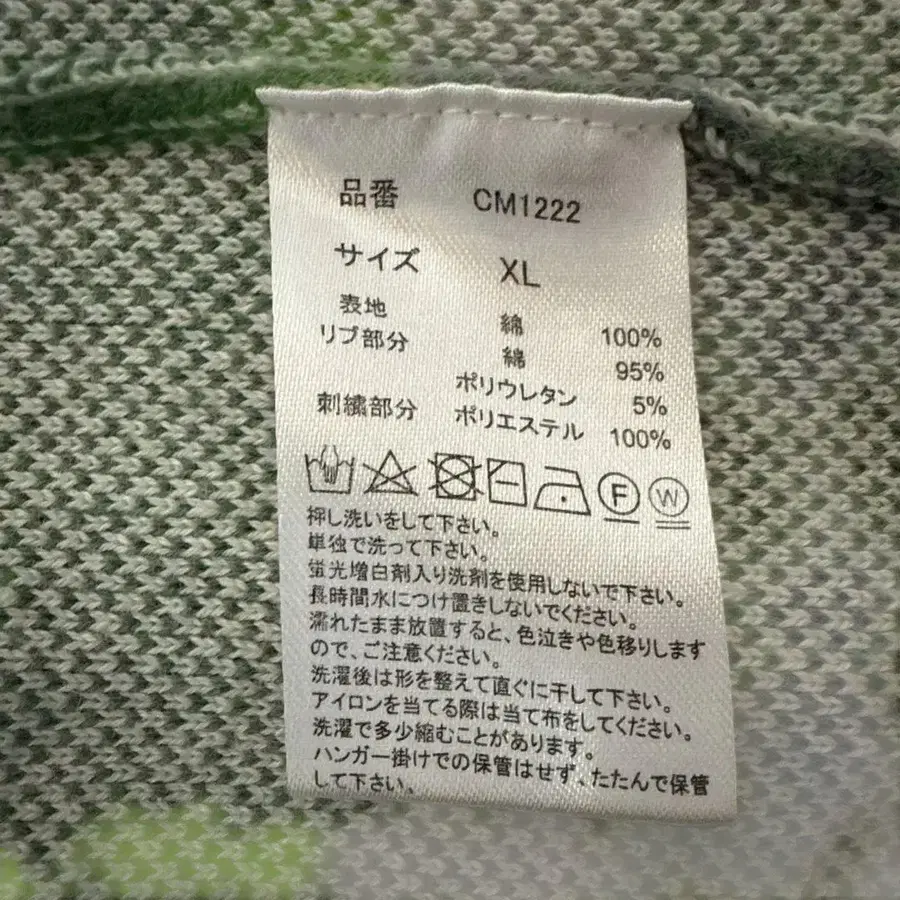 品番 CM1222
サイズ XL
表地 綿 100%
リブ部分 綿 95%
ポリウレタン 5%
刺繍部分 ポリエステル 100%
F W
押し洗いをして下さい。
単独で洗って下さい。
蛍光増白剤入り洗剤を使用しないで下さい。
長時間水につけ置きしないでください。
濡れたまま放置すると、色泣きや色移りします
ので、ご注意ください。
洗濯後は形を整えて直ぐに干して下さい。
アイロンを当てる際は当て布をしてください。
洗濯で多少縮むことがあります。
ハンガー掛けでの保管はせず、たたんで保管
して下さい。